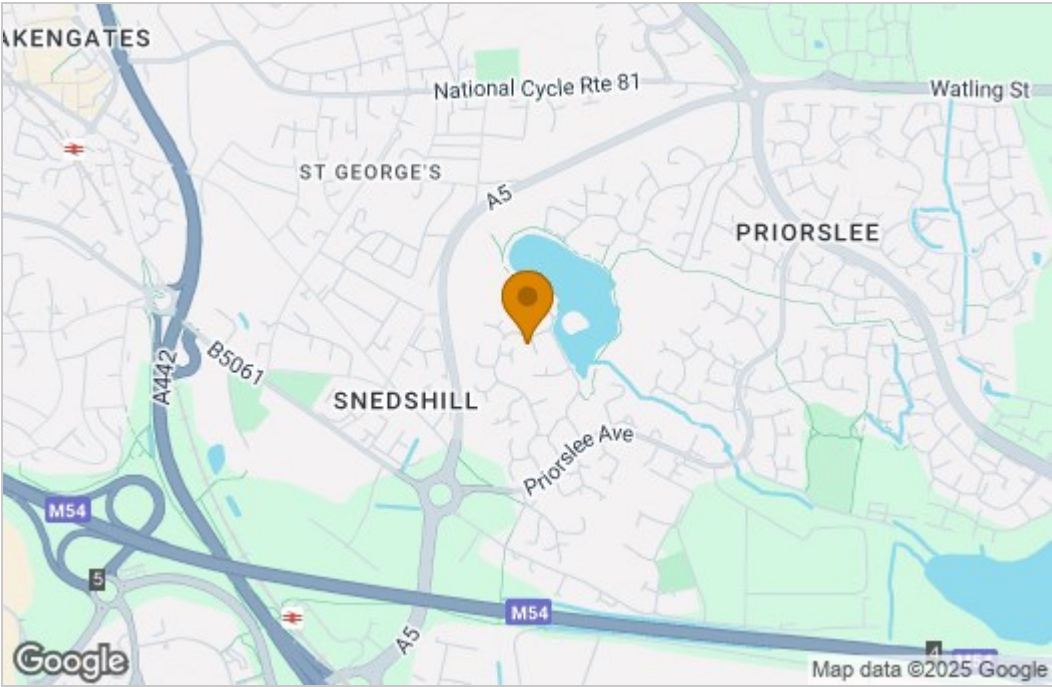 AKENGATES
National Cycle Rte 81
Watling St
ST GEORGE'S
A5
PRIORSLEE
B5061
A442
SNEDSHILL
Priorslee Ave
M54
5
M54
A5
4
M54
Google
Map data ©2025 Google